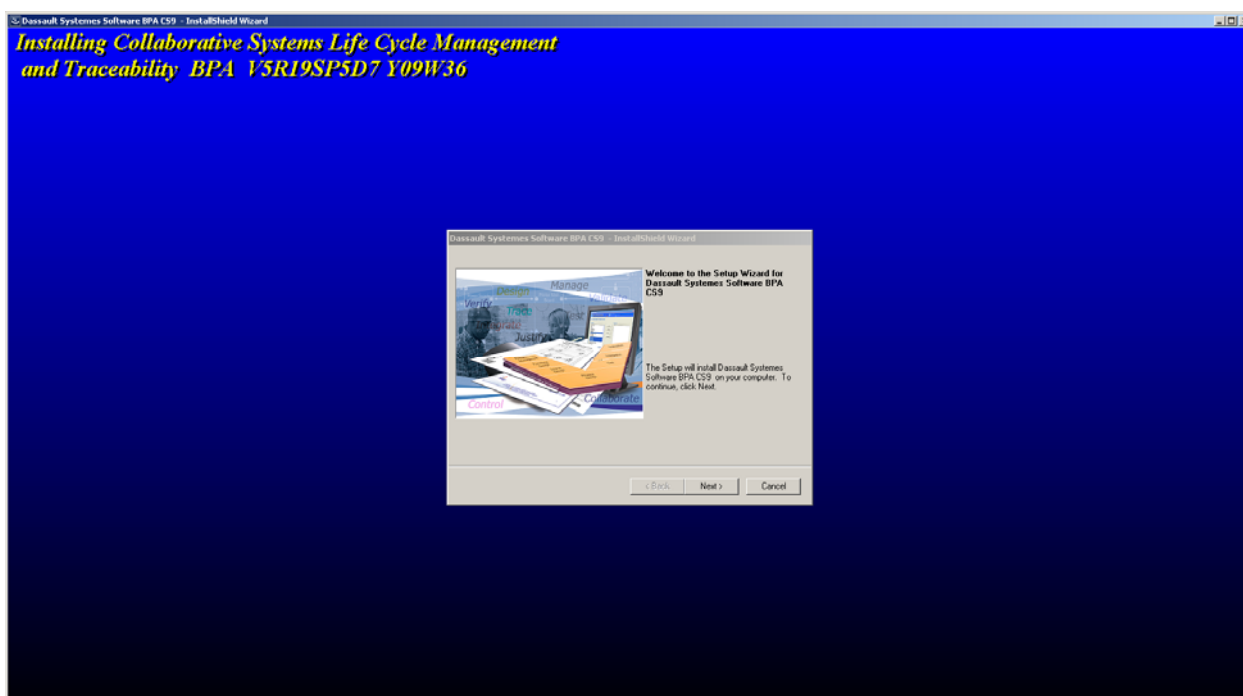 Dassault Systemes Software BPA CS9 - InstallShield Wizard
Installing Collaborative Systems Life Cycle Management
and Traceability BPA V5R19SP5D7 Y09W36
Dassault Systemes Software BPA CS9 - InstallShield Wizard
Welcome to the Setup Wizard for
Dassault Systemes Software BPA
CS9
Manage
Design
Verify
Trace
Justify
Control
Collaborate
The Setup will install Dassault Systemes
Software BPA CS9 on your computer. To
continue, click Next.
< Back
Next >
Cancel